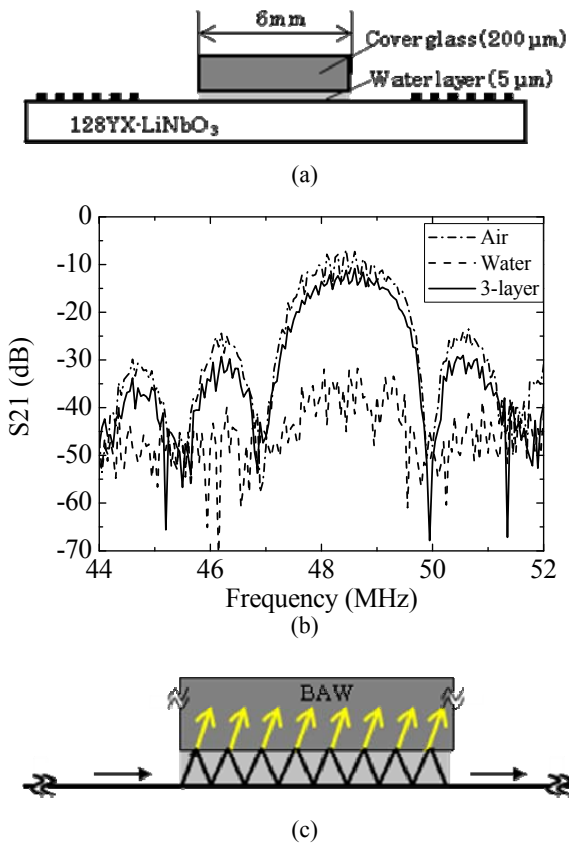 6mm
Cover glass (200 μm)
Water layer (5 μm)
128YX-LiNbO3
(a)
0
-10
-20
-30
-40
-50
-60
-70
S21 (dB)
Air
Water
3-layer
44 46 48 50 52
Frequency (MHz)
(b)
BAW
(c)